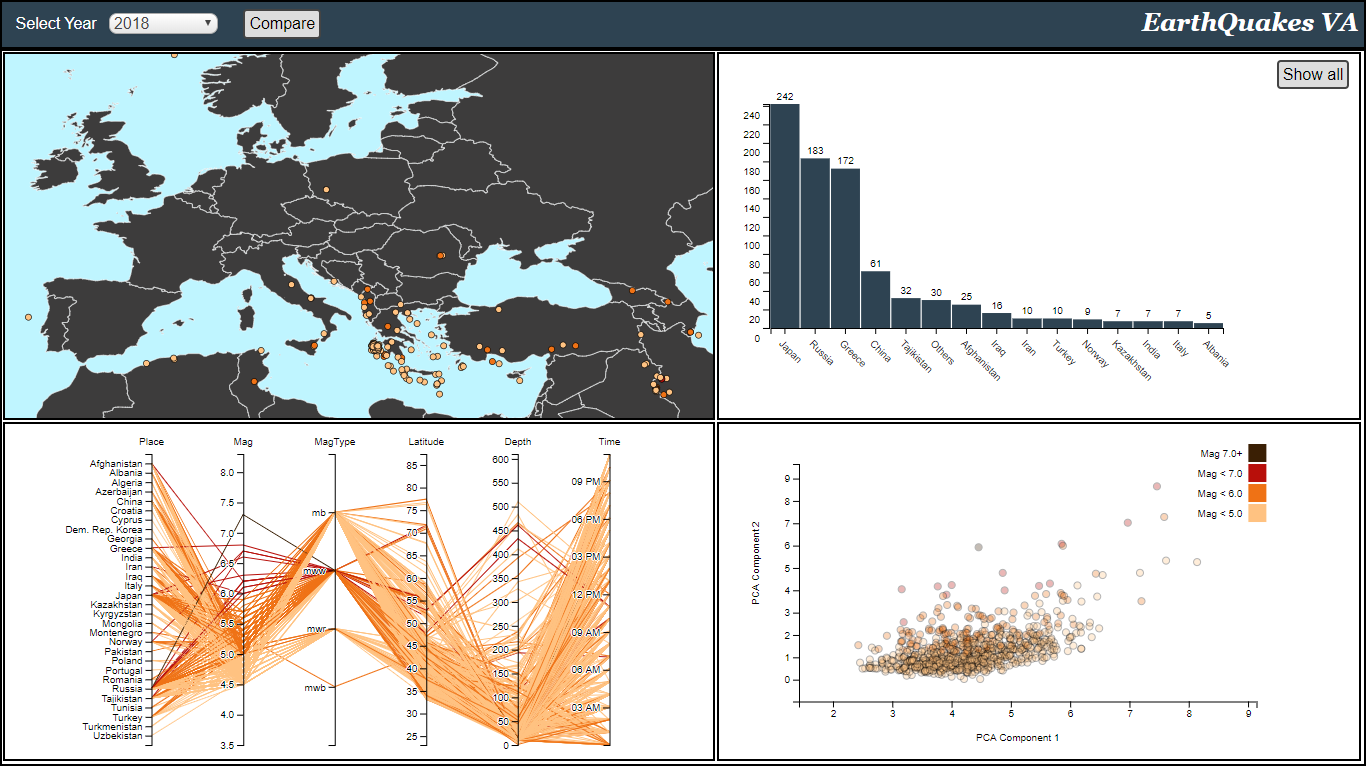 Select Year 2018 Compare EarthQuakes VA
Show all
242
183
172
61
32
30
25
16
10
10
9
7
7
7
5
240
220
200
180
160
140
120
100
80
60
40
20
0
Japan
Russia
Greece
China
Tajikistan
Others
Afghanistan
Iraq
Iran
Turkey
Norway
Kazakhstan
India
Italy
Albania
Place Mag MagType Latitude Depth Time
Afghanistan
Albania
Algeria
Azerbaijan
China
Croatia
Cyprus
Dem. Rep. Korea
Georgia
Greece
India
Iran
Iraq
Italy
Japan
Kazakhstan
Kyrgyzstan
Mongolia
Montenegro
Norway
Pakistan
Poland
Portugal
Romania
Russia
Tajikistan
Tunisia
Turkey
Turkmenistan
Uzbekistan
8.0
7.5
7.0
6.5
6.0
5.5
5.0
4.5
4.0
3.5
mb
mww
mwr
mwb
85
80
75
70
65
60
55
50
45
40
35
30
25
600
550
500
450
400
350
300
250
200
150
100
50
0
09 PM
06 PM
03 PM
12 PM
09 AM
06 AM
03 AM
Mag 7.0+
Mag < 7.0
Mag < 6.0
Mag < 5.0
PCA Component2
9
8
7
6
5
4
3
2
1
0
2 3 4 5 6 7 8 9
PCA Component 1